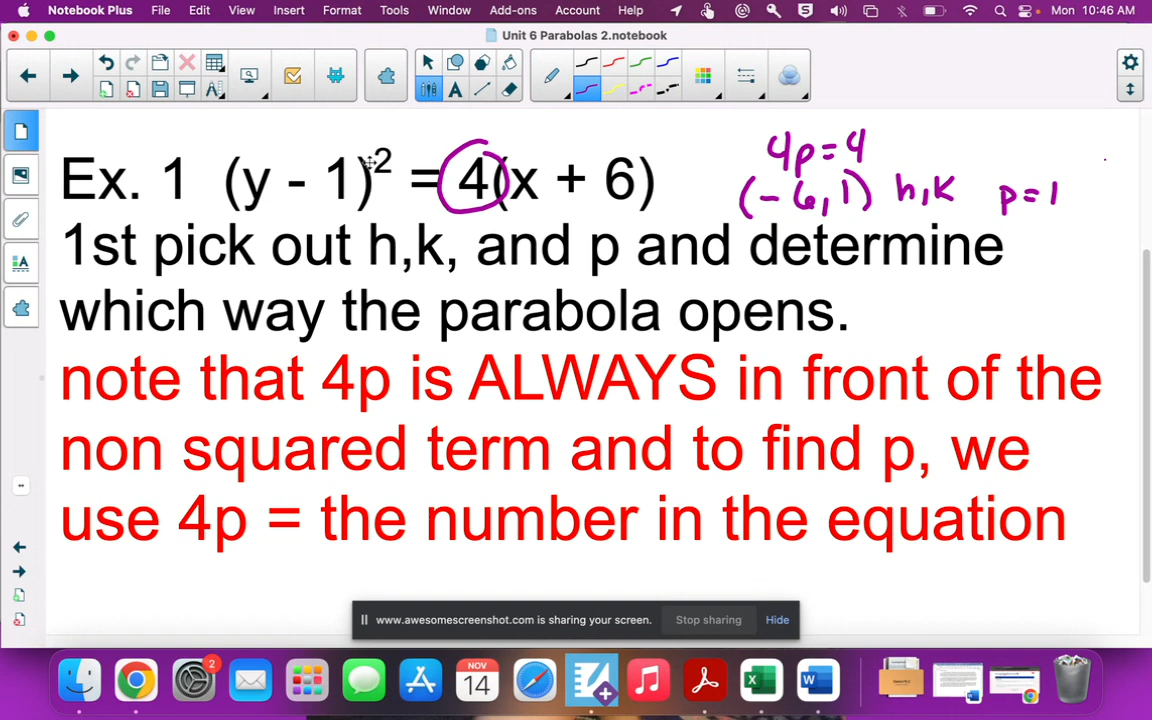 Notebook Plus File Edit View Insert Format Tools Window Add-ons Account Help Mon 10:46 AM
Unit 6 Parabolas 2.notebook
4p=4
Ex. 1 (y - 1)² = 4(x + 6) (-6,1) h,k p=1
1st pick out h,k, and p and determine
which way the parabola opens.
note that 4p is ALWAYS in front of the
non squared term and to find p, we
use 4p = the number in the equation
www.awesomescreenshot.com is sharing your screen. Stop sharing Hide
2
NOV
14